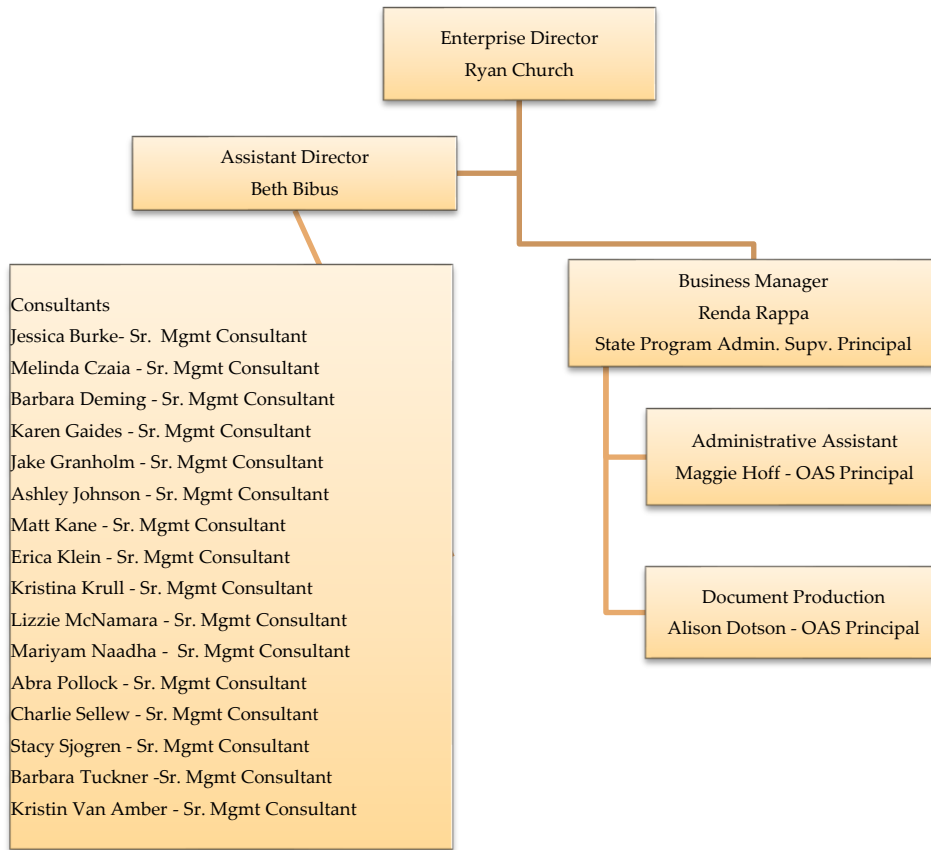 Enterprise Director
Ryan Church
Assistant Director
Beth Bibus
Consultants
Jessica Burke- Sr.  Mgmt Consultant
Melinda Czaia - Sr. Mgmt Consultant
Barbara Deming - Sr. Mgmt Consultant
Karen Gaides - Sr. Mgmt Consultant
Jake Granholm - Sr. Mgmt Consultant
Ashley Johnson - Sr. Mgmt Consultant
Matt Kane - Sr. Mgmt Consultant
Erica Klein - Sr. Mgmt Consultant
Kristina Krull - Sr. Mgmt Consultant
Lizzie McNamara - Sr. Mgmt Consultant
Mariyam Naadha -  Sr. Mgmt Consultant
Abra Pollock - Sr. Mgmt Consultant
Charlie Sellew - Sr. Mgmt Consultant
Stacy Sjogren - Sr. Mgmt Consultant
Barbara Tuckner -Sr. Mgmt Consultant
Kristin Van Amber - Sr. Mgmt Consultant
Business Manager
Renda Rappa
State Program Admin. Supv. Principal
Administrative Assistant
Maggie Hoff - OAS Principal
Document Production
Alison Dotson - OAS Principal